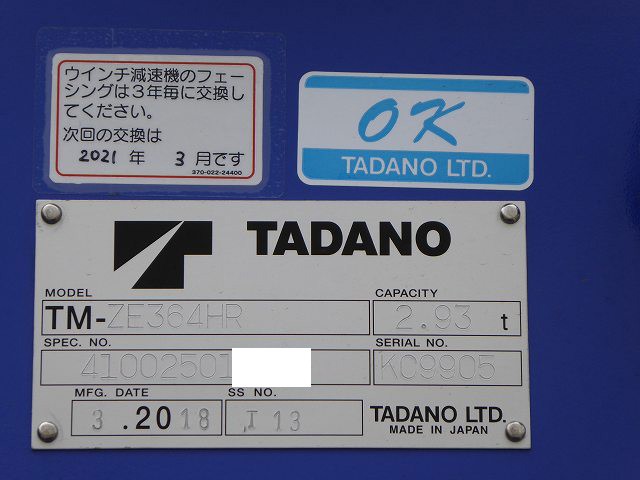 ウインチ減速機のフェー
シングは3年毎に交換し
てください。
次回の交換は
2021 年 3 月です
370-022-24400
OK
TADANO LTD.
TADANO
MODEL
TM-ZE364HR
CAPACITY
2.93 t
SPEC. NO.
41002501
SERIAL NO.
KC9905
MFG. DATE
3 .2018
SS NO.
I 13
TADANO LTD.
MADE IN JAPAN